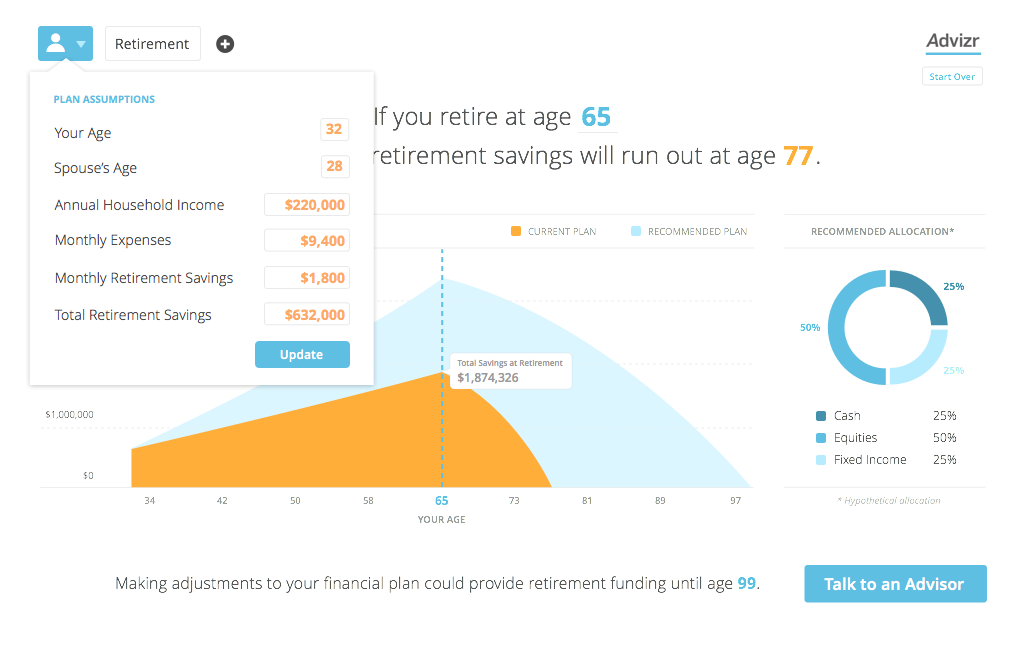 Retirement
Advizr
Start Over
PLAN ASSUMPTIONS
Your Age 32
Spouse’s Age 28
Annual Household Income $220,000
Monthly Expenses $9,400
Monthly Retirement Savings $1,800
Total Retirement Savings $632,000
Update
If you retire at age 65
retirement savings will run out at age 77.
CURRENT PLAN RECOMMENDED PLAN
Total Savings at Retirement
$1,874,326
$1,000,000
$0
34 42 50 58 65 73 81 89 97
YOUR AGE
RECOMMENDED ALLOCATION*
25%
50%
25%
Cash 25%
Equities 50%
Fixed Income 25%
* Hypothetical allocation
Making adjustments to your financial plan could provide retirement funding until age 99.
Talk to an Advisor